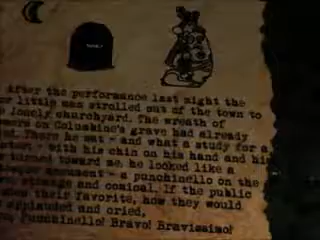 After the performance last night the
little man strolled out of the town to
lonely churchyard. The wreath of
on Columbine's grave had already
There he sat - and what a study for a
- with his chin on his hand and his
turned toward me. he looked like a
monument - a punchinello on the
and comical. If the public
their favorite, how they would
applauded and cried,
Punchinello! Bravo! Bravissimo!